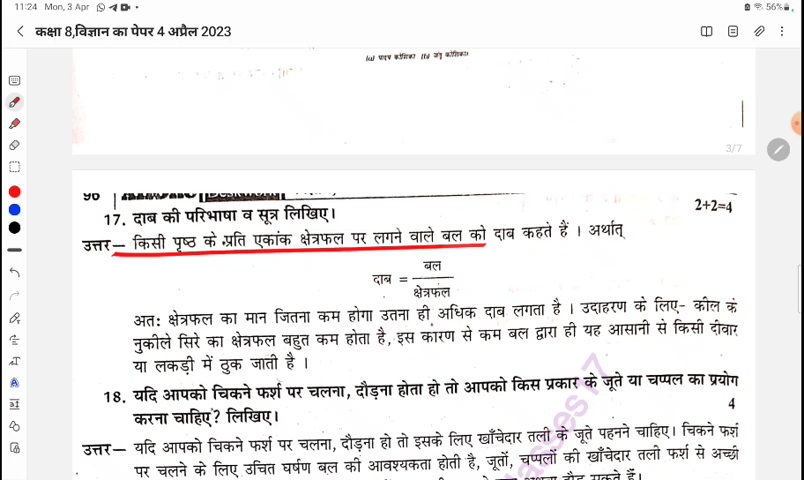 11:24 Mon, 3 Apr
56%
कक्षा 8,विज्ञान का पेपर 4 अप्रैल 2023
(a) पादप कोशिका (b) जंतु कोशिका
3/7
96
17. दाब की परिभाषा व सूत्र लिखिए। 2+2=4
उत्तर— किसी पृष्ठ के प्रति एकांक क्षेत्रफल पर लगने वाले बल को दाब कहते हैं । अर्थात्
दाब = बल / क्षेत्रफल
अत: क्षेत्रफल का मान जितना कम होगा उतना ही अधिक दाब लगता है । उदाहरण के लिए- कील के
नुकीले सिरे का क्षेत्रफल बहुत कम होता है, इस कारण से कम बल द्वारा ही यह आसानी से किसी दीवार
या लकड़ी में ठुक जाती है ।
18. यदि आपको चिकने फर्श पर चलना, दौड़ना होता हो तो आपको किस प्रकार के जूते या चप्पल का प्रयोग
करना चाहिए? लिखिए। 4
उत्तर— यदि आपको चिकने फर्श पर चलना, दौड़ना हो तो इसके लिए खाँचेदार तली के जूते पहनने चाहिए। चिकने फर्श
पर चलने के लिए उचित घर्षण बल की आवश्यकता होती है, जूतों, चप्पलों की खाँचेदार तली फर्श से अच्छी
सकते हैं।